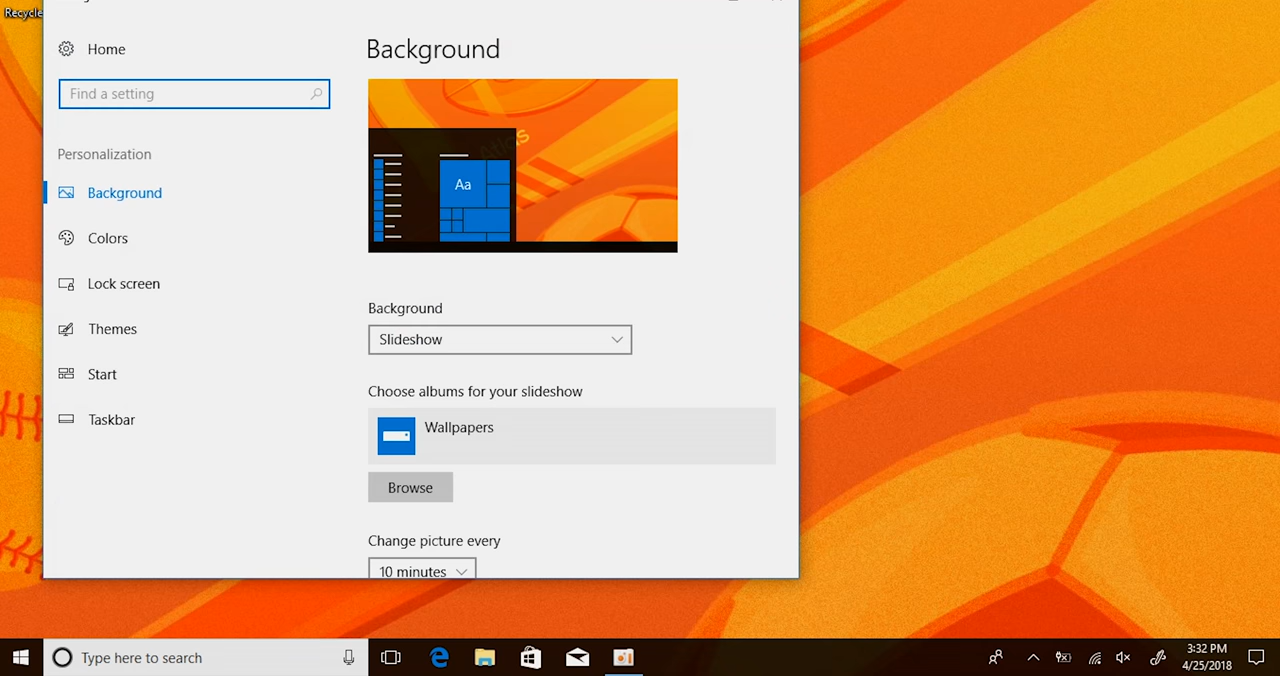 Recycle
Home
Background
Find a setting
Personalization
Background
Colors
Lock screen
Themes
Start
Taskbar
Aa
Background
Slideshow
Choose albums for your slideshow
Wallpapers
Browse
Change picture every
10 minutes
Type here to search
3:32 PM
4/25/2018